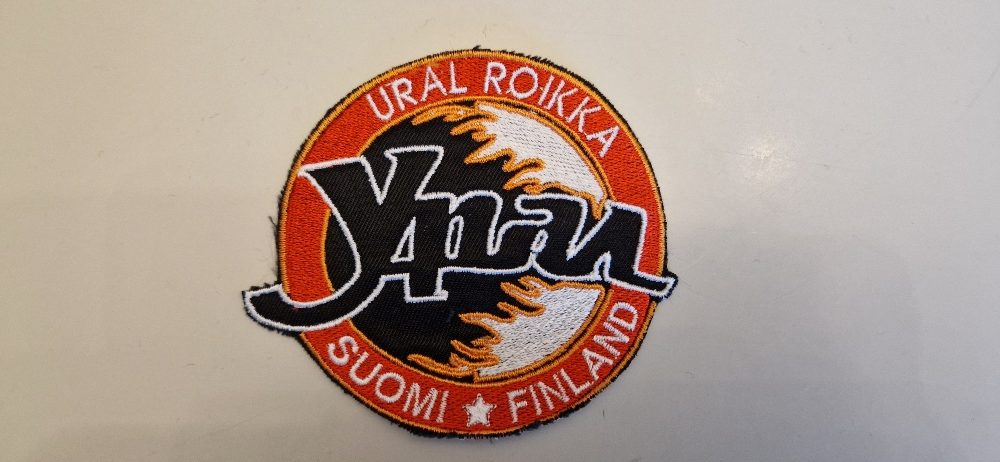 URAL ROIKKA
Урал
SUOMI ★ FINLAND